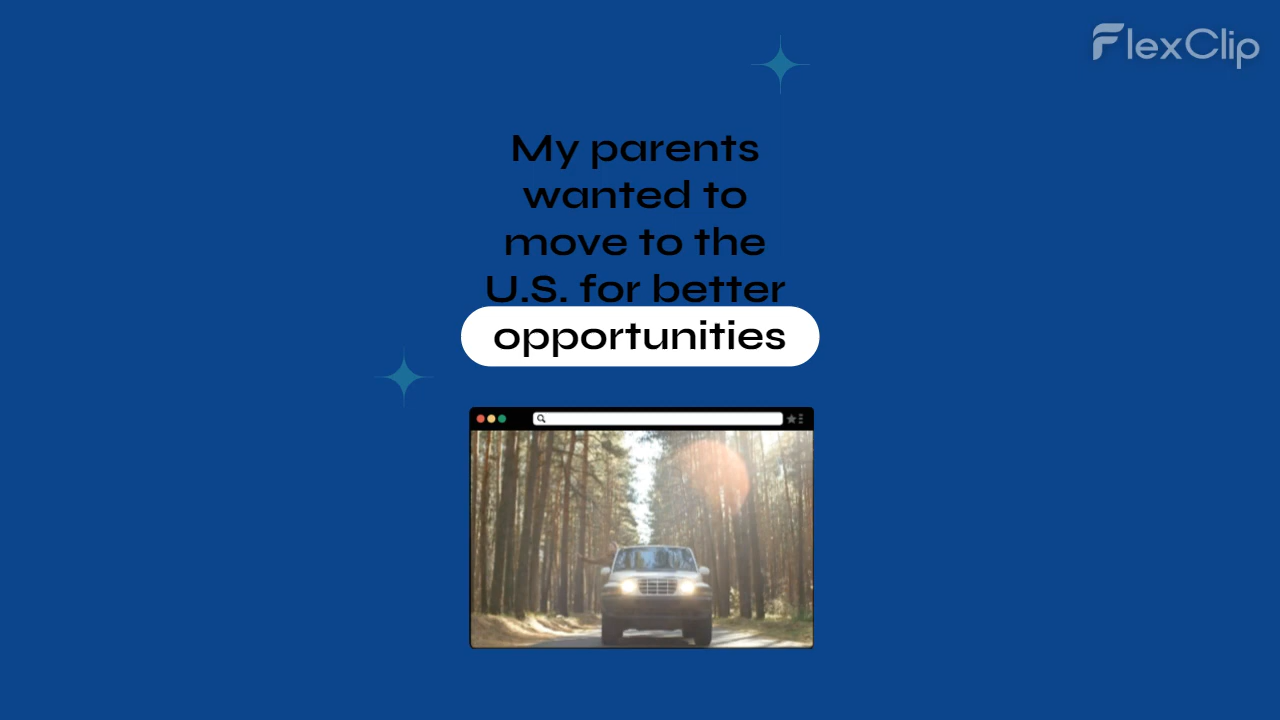 FlexClip
My parents
wanted to
move to the
U.S. for better
opportunities